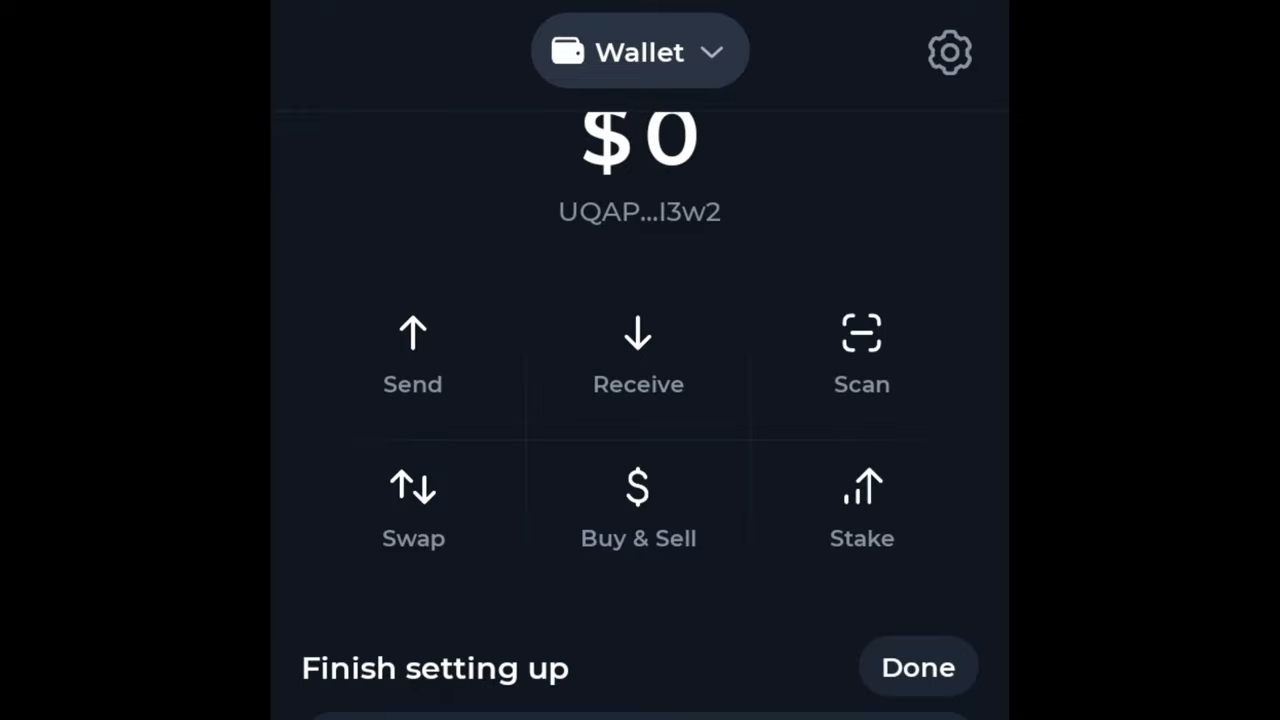 Wallet
$0
UQAP...I3w2
Send
Receive
Scan
Swap
Buy & Sell
Stake
Finish setting up
Done